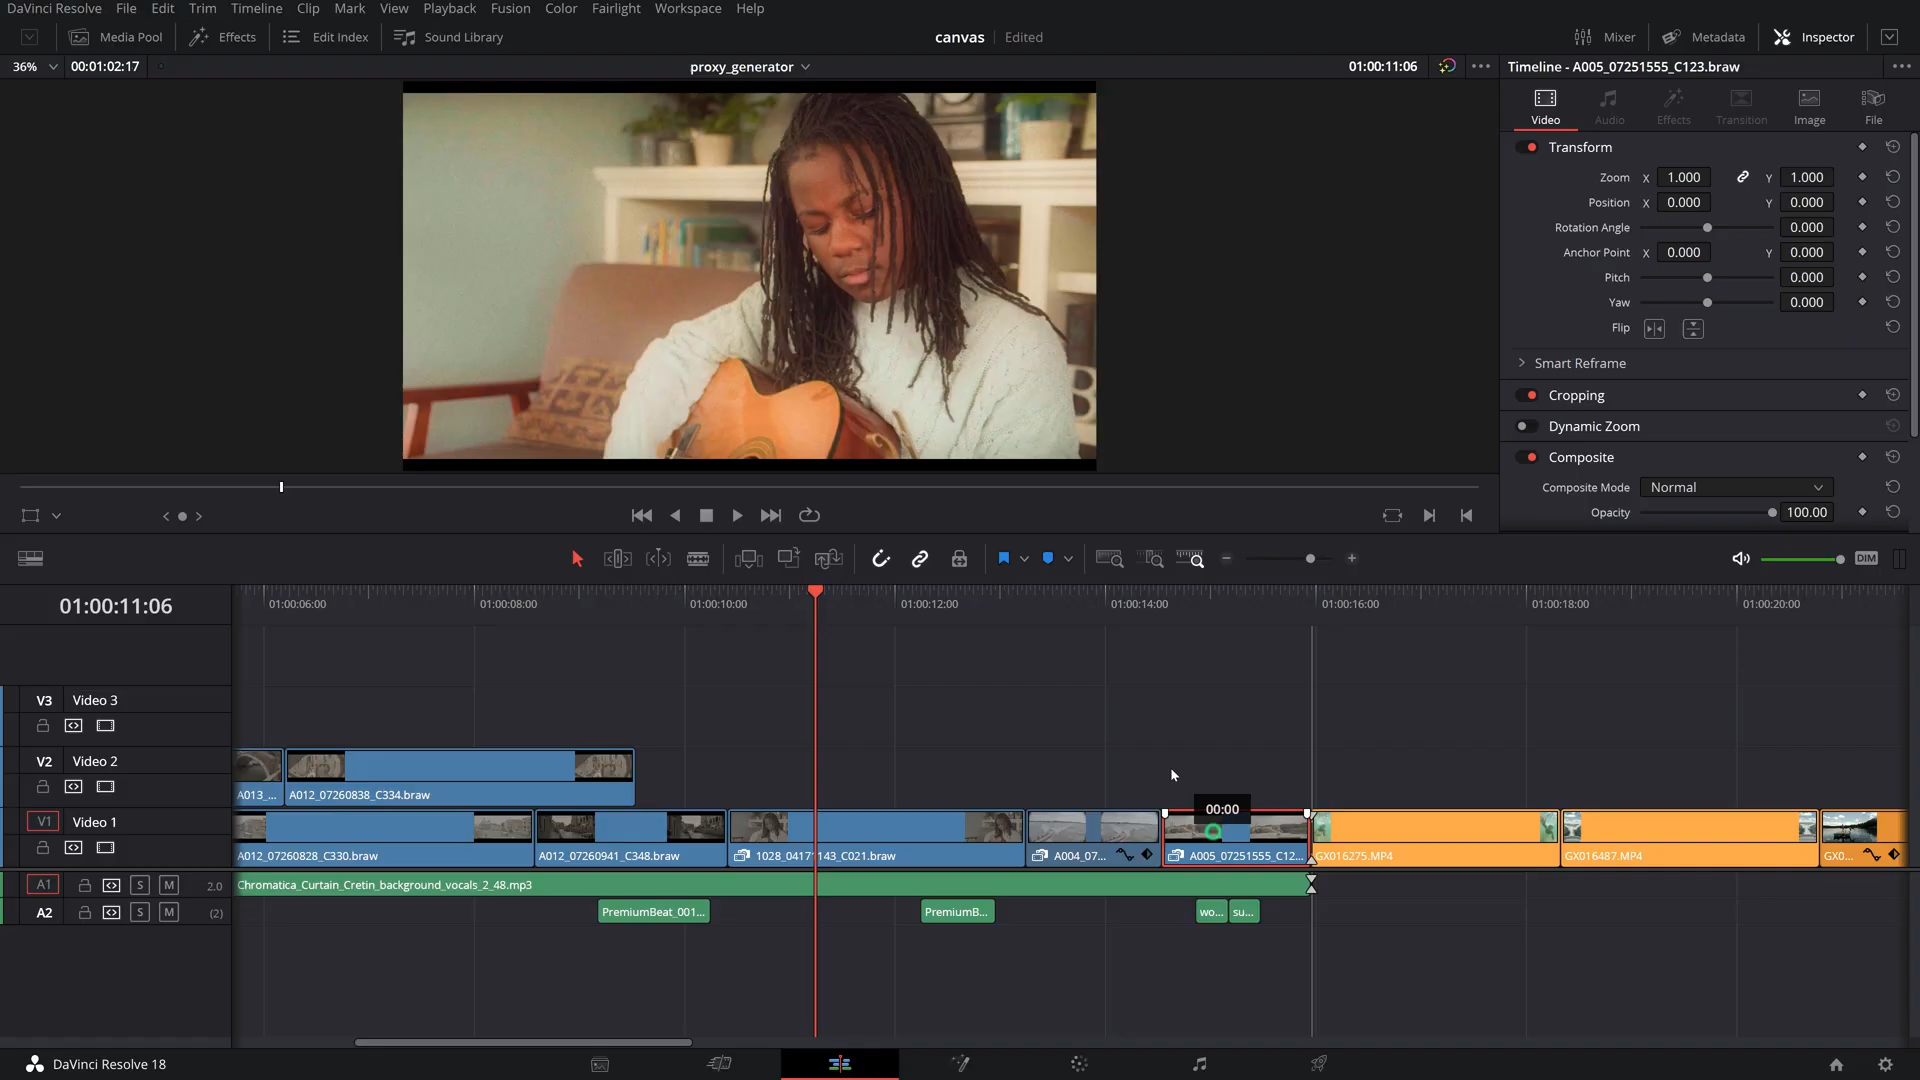 DaVinci Resolve File Edit Trim Timeline Clip Mark View Playback Fusion Color Fairlight Workspace Help
Media Pool Effects Edit Index Sound Library canvas Edited Mixer Metadata Inspector
36% 00:01:02:17 proxy_generator 01:00:11:06 Timeline - A005_07251555_C123.braw
Video Audio Effects Transition Image File
Transform
Zoom X 1.000 Y 1.000
Position X 0.000 Y 0.000
Rotation Angle 0.000
Anchor Point X 0.000 Y 0.000
Pitch 0.000
Yaw 0.000
Flip
Smart Reframe
Cropping
Dynamic Zoom
Composite
Composite Mode Normal
Opacity 100.00
DIM
01:00:11:06 01:00:06:00 01:00:08:00 01:00:10:00 01:00:12:00 01:00:14:00 01:00:16:00 01:00:18:00 01:00:20:00
V3 Video 3
V2 Video 2
A013_... A012_07260838_C334.braw
V1 Video 1 00:00
A012_07260828_C330.braw A012_07260941_C348.braw A004_07... A005_07251555_C12... GX016275.MP4 GX016487.MP4 GX0...
A1 S M 2.0 Chromatica_Curtain_Cretin_background_vocals_2_48.mp3
A2 S M (2) PremiumBeat_001... PremiumB... wo... su...
DaVinci Resolve 18